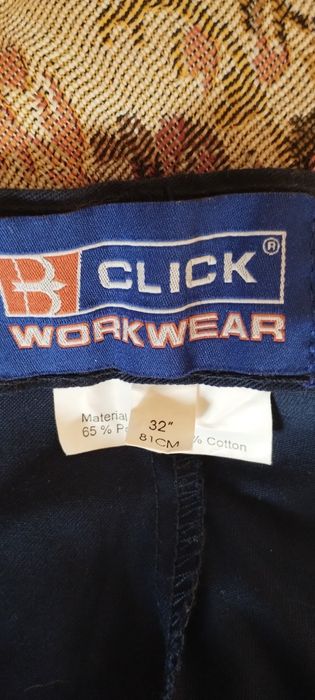 B CLICK ®
WORKWEAR
Material
65 % % Cotton
32"
81CM